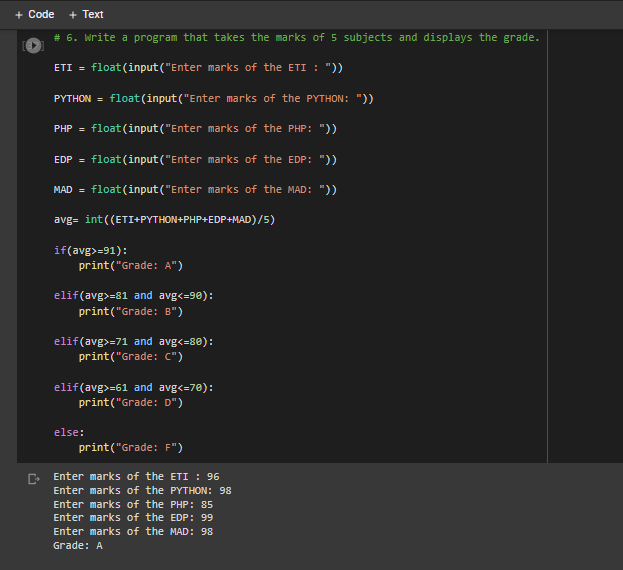 + Code + Text
# 6. Write a program that takes the marks of 5 subjects and displays the grade.
ETI = float(input("Enter marks of the ETI : "))
PYTHON = float(input("Enter marks of the PYTHON: "))
PHP = float(input("Enter marks of the PHP: "))
EDP = float(input("Enter marks of the EDP: "))
MAD = float(input("Enter marks of the MAD: "))
avg= int((ETI+PYTHON+PHP+EDP+MAD)/5)
if(avg>=91):
    print("Grade: A")
elif(avg>=81 and avg<=90):
    print("Grade: B")
elif(avg>=71 and avg<=80):
    print("Grade: C")
elif(avg>=61 and avg<=70):
    print("Grade: D")
else:
    print("Grade: F")
Enter marks of the ETI : 96
Enter marks of the PYTHON: 98
Enter marks of the PHP: 85
Enter marks of the EDP: 99
Enter marks of the MAD: 98
Grade: A